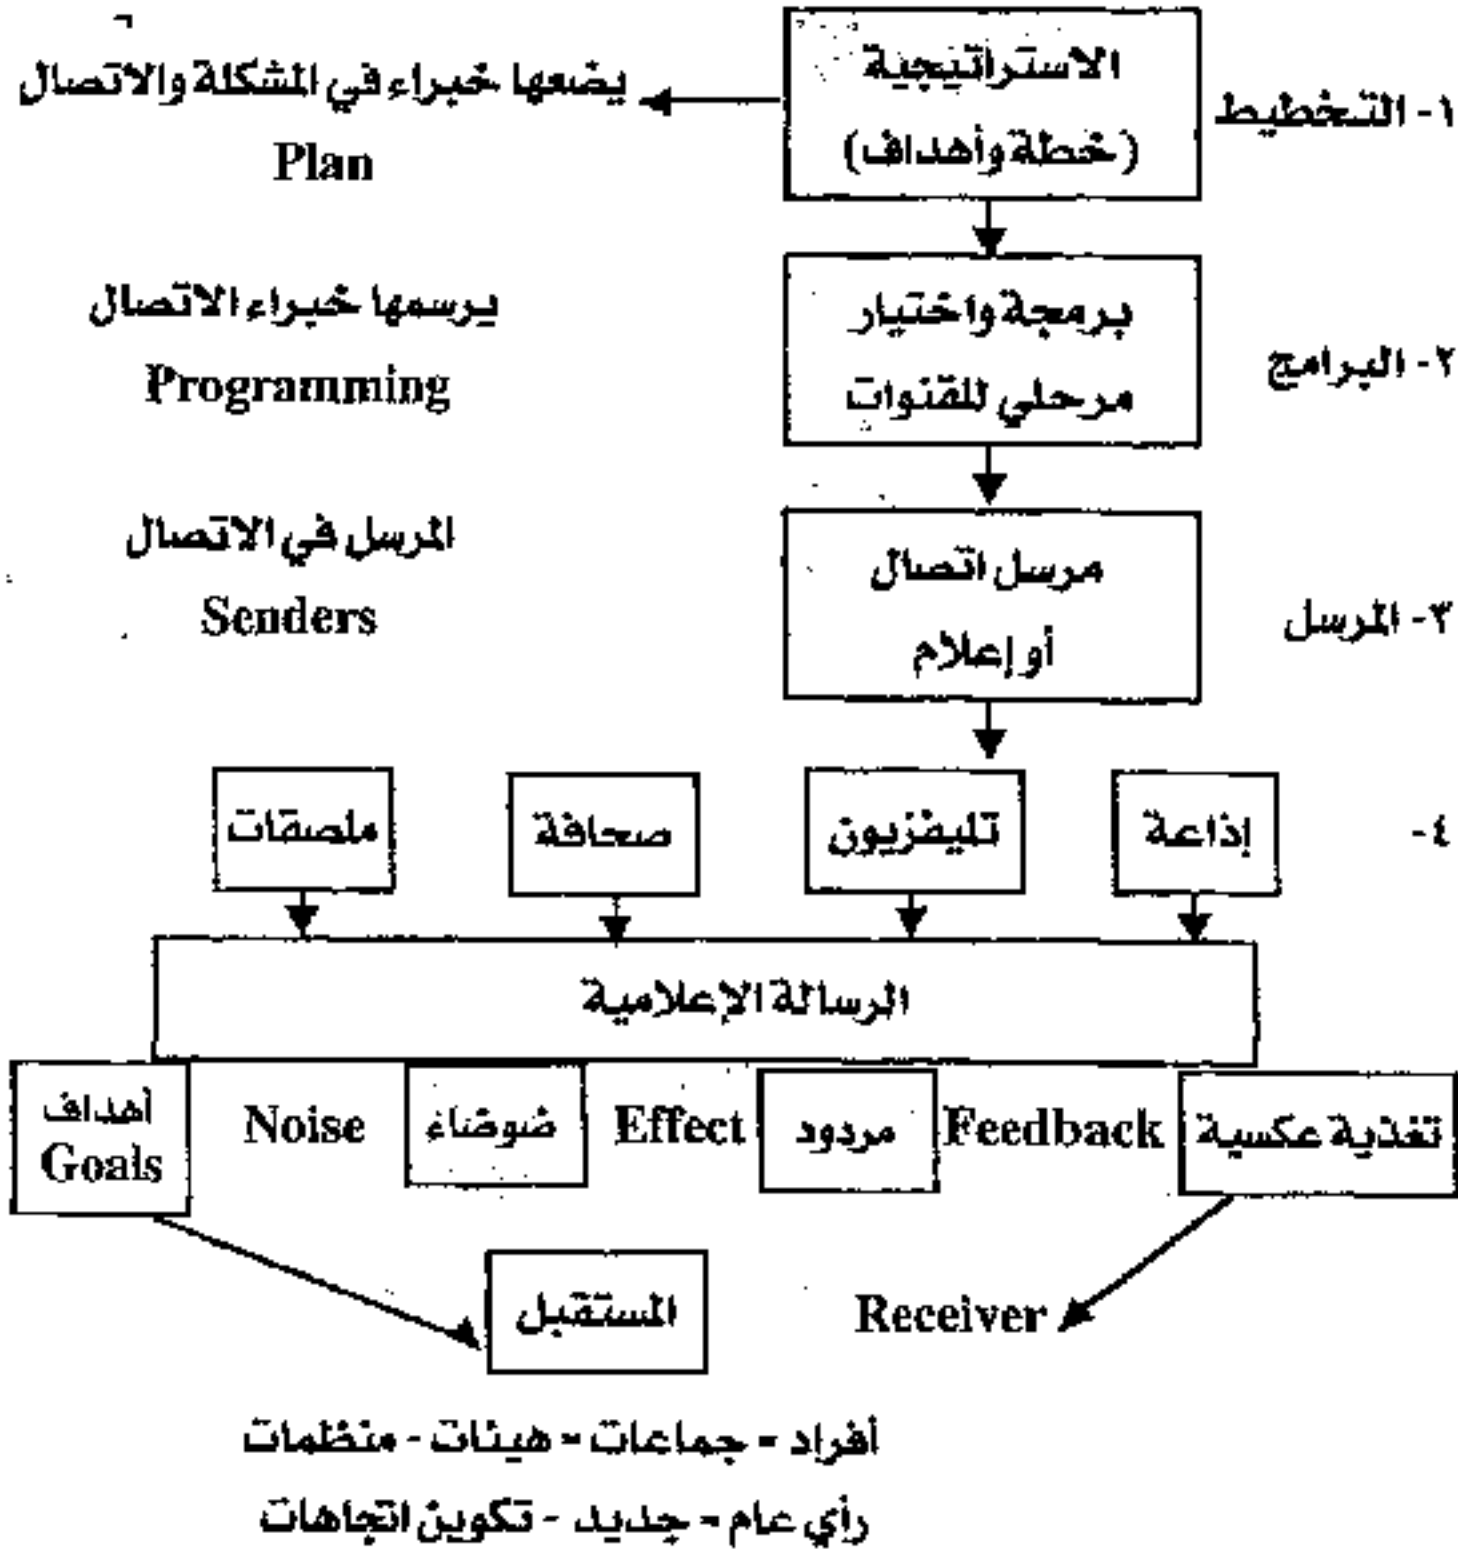 ١- التخطيط
الاستراتيجية
(خطة وأهداف)
يضعها خبراء في المشكلة والاتصال
Plan
٢- البرامج
برمجة واختيار
مرحلي للقنوات
يرسمها خبراء الاتصال
Programming
٣- المرسل
مرسل اتصال
أو إعلام
المرسل في الاتصال
Senders
٤-
إذاعة
تليفزيون
صحافة
ملصقات
الرسالة الإعلامية
تغذية عكسية
Feedback
مردود
Effect
ضوضاء
Noise
أهداف
Goals
Receiver
المستقبل
أفراد - جماعات - هيئات - منظمات
رأي عام - جديد - تكوين اتجاهات